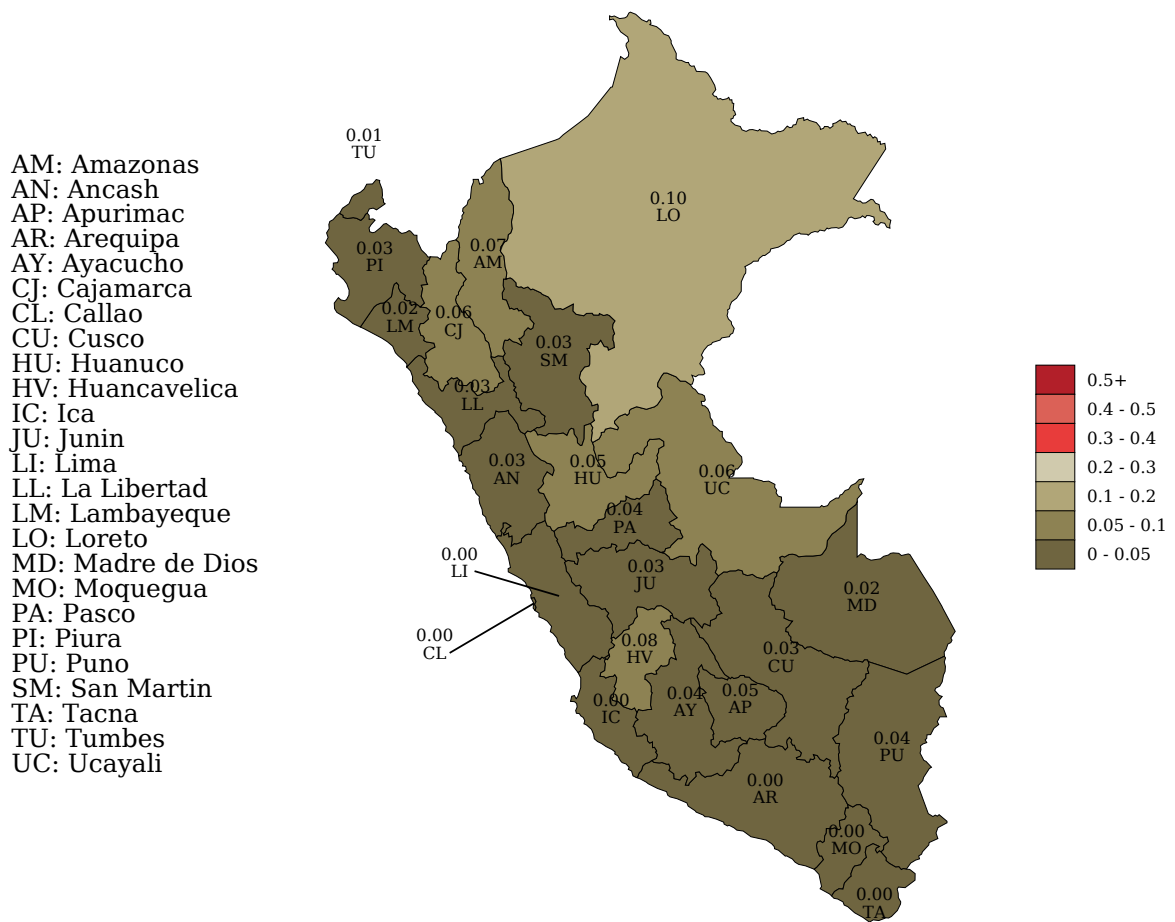 AM: Amazonas
AN: Ancash
AP: Apurimac
AR: Arequipa
AY: Ayacucho
CJ: Cajamarca
CL: Callao
CU: Cusco
HU: Huanuco
HV: Huancavelica
IC: Ica
JU: Junin
LI: Lima
LL: La Libertad
LM: Lambayeque
LO: Loreto
MD: Madre de Dios
MO: Moquegua
PA: Pasco
PI: Piura
PU: Puno
SM: San Martin
TA: Tacna
TU: Tumbes
UC: Ucayali
0.01
TU
0.10
LO
0.03
PI
0.07
AM
0.02
LM
0.06
CJ
0.03
SM
0.03
LL
0.03
AN
0.05
HU
0.06
UC
0.04
PA
0.00
LI
0.03
JU
0.02
MD
0.00
CL
0.08
HV
0.03
CU
0.00
IC
0.04
AY
0.05
AP
0.04
PU
0.00
AR
0.00
MO
0.00
TA
0.5+
0.4 - 0.5
0.3 - 0.4
0.2 - 0.3
0.1 - 0.2
0.05 - 0.1
0 - 0.05